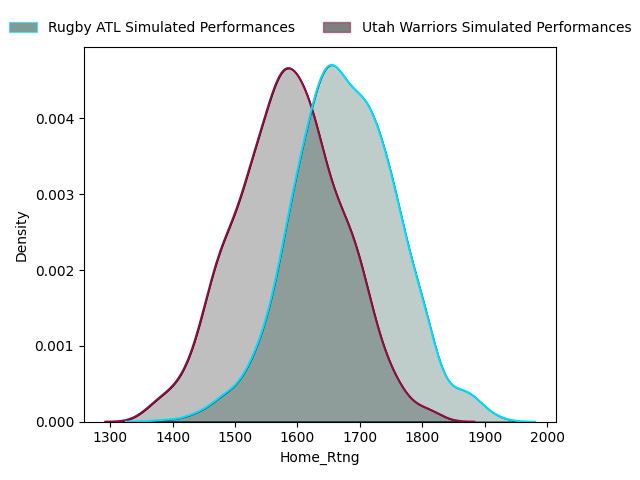 Rugby ATL Simulated Performances Utah Warriors Simulated Performances
0.004
0.003
Density
0.002
0.001
0.000
1300 1400 1500 1600 1700 1800 1900 2000
Home_Rtng